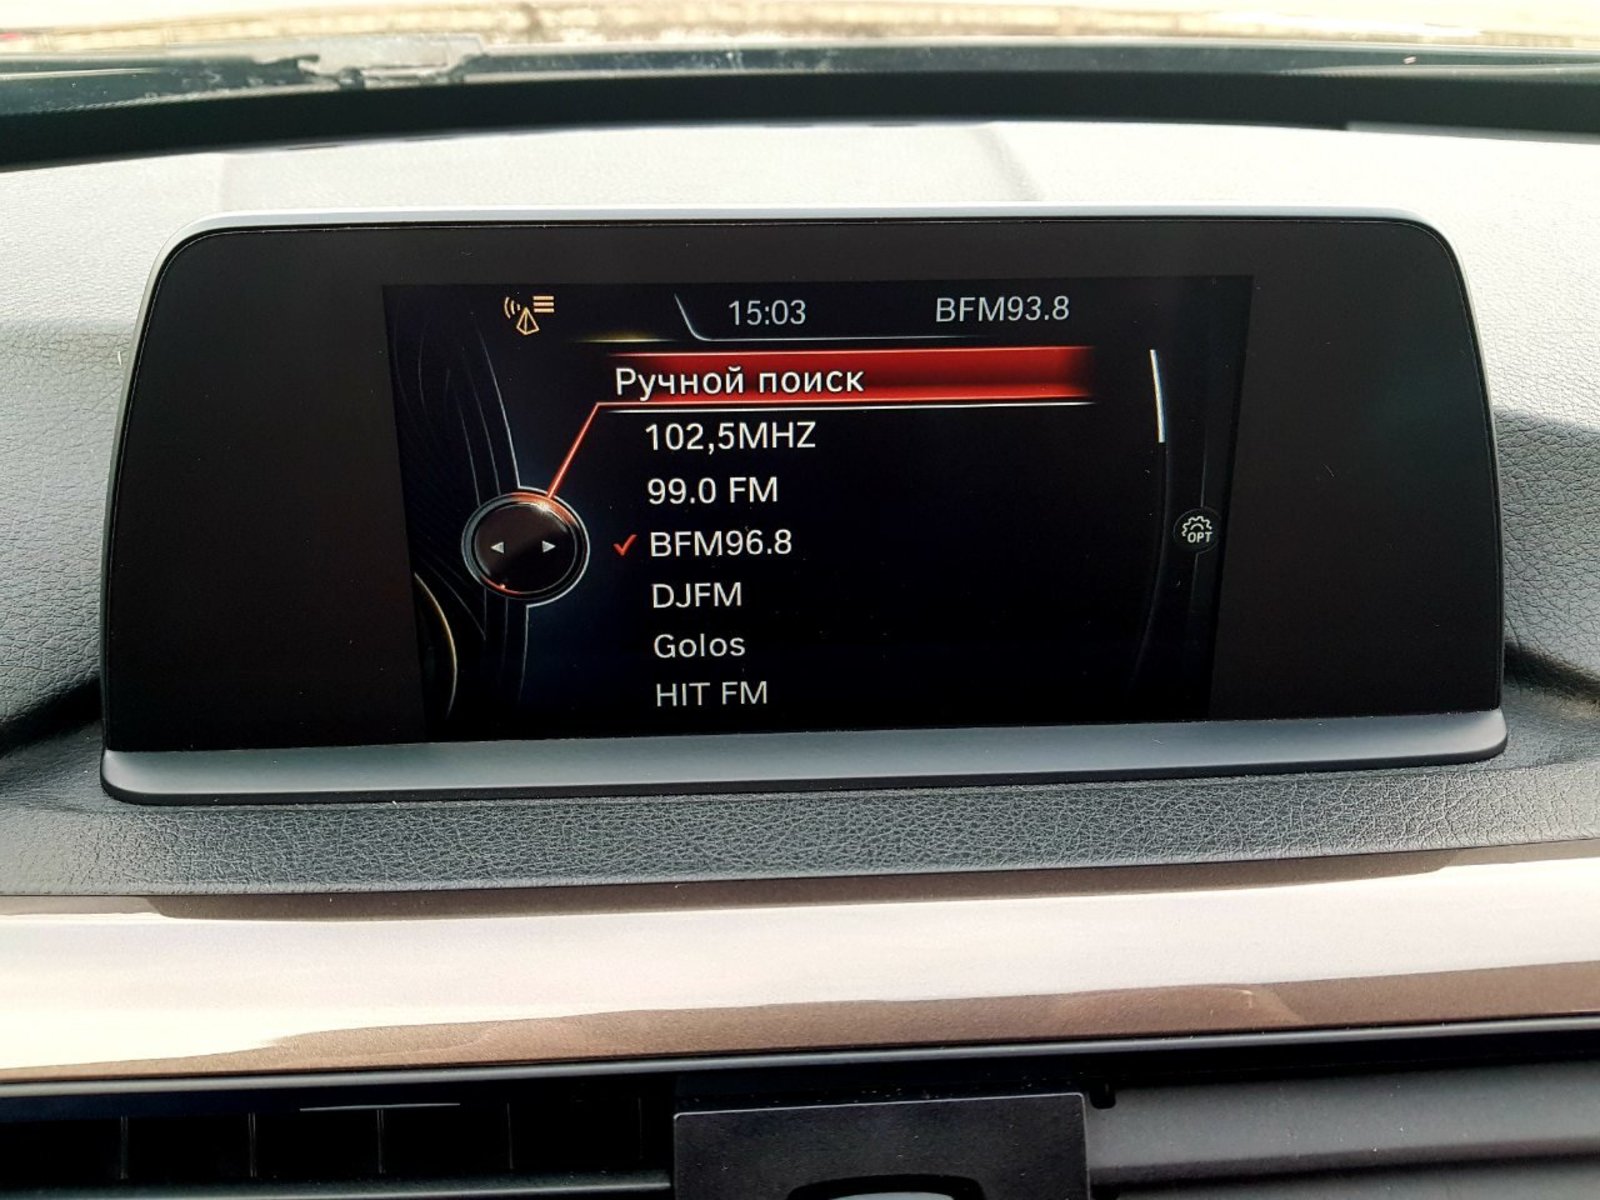 15:03 BFM93.8
Ручной поиск
102,5MHZ
99.0 FM
BFM96.8
DJFM
Golos
HIT FM
OPT